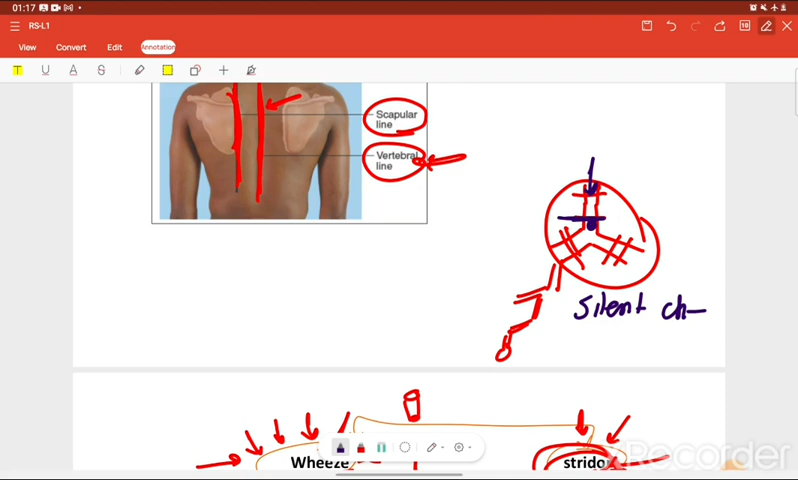 01:17
RS-L1
View Convert Edit Annotation
Scapular
line
Vertebral
line
Silent ch-
Wheeze
strido
Recorder